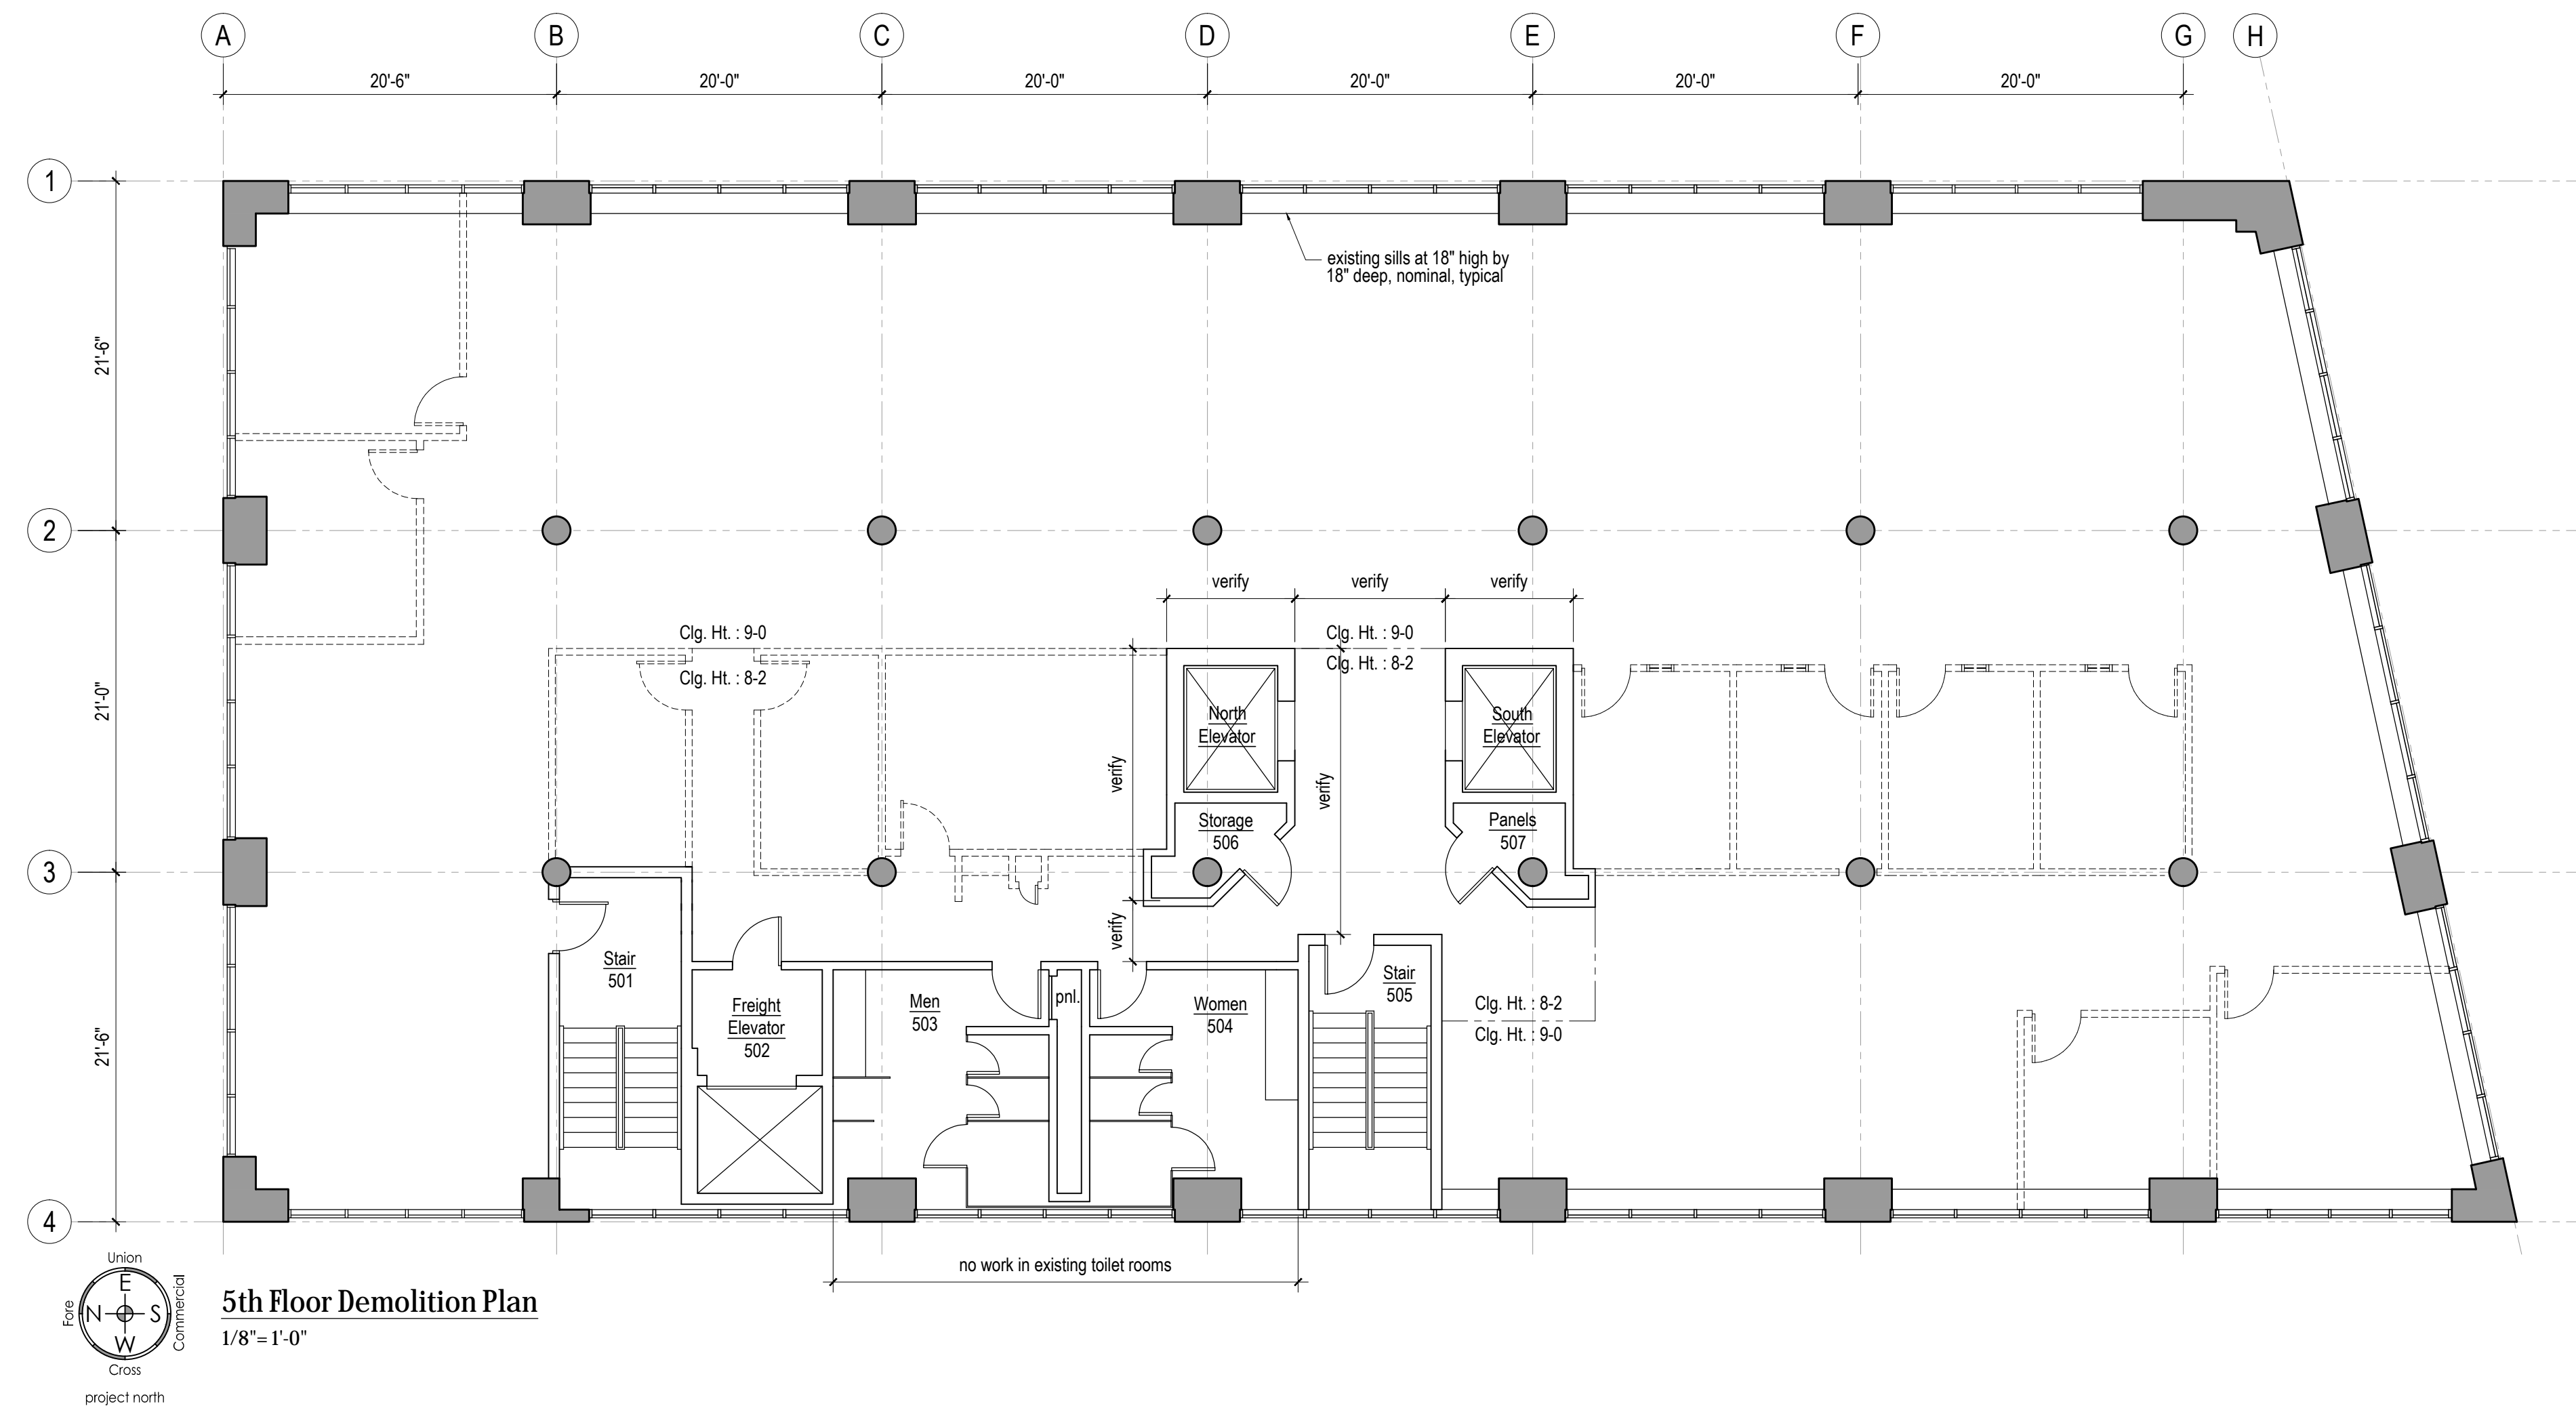 A
B
C
D
E
F
G
H
20'-6"
20'-0"
20'-0"
20'-0"
20'-0"
20'-0"
1
2
3
4
21'-6"
21'-0"
21'-6"
existing sills at 18" high by
18" deep, nominal, typical
verify
verify
verify
Clg. Ht. : 9-0
Clg. Ht. : 8-2
Clg. Ht. : 9-0
Clg. Ht. : 8-2
North
Elevator
South
Elevator
verify
verify
verify
Storage
506
Panels
507
Stair
501
Freight
Elevator
502
Men
503
pnl.
Women
504
Stair
505
Clg. Ht. : 8-2
Clg. Ht. : 9-0
no work in existing toilet rooms
Union
Fore
E
N
S
W
Commercial
Cross
project north
5th Floor Demolition Plan
1/8"=1'-0"